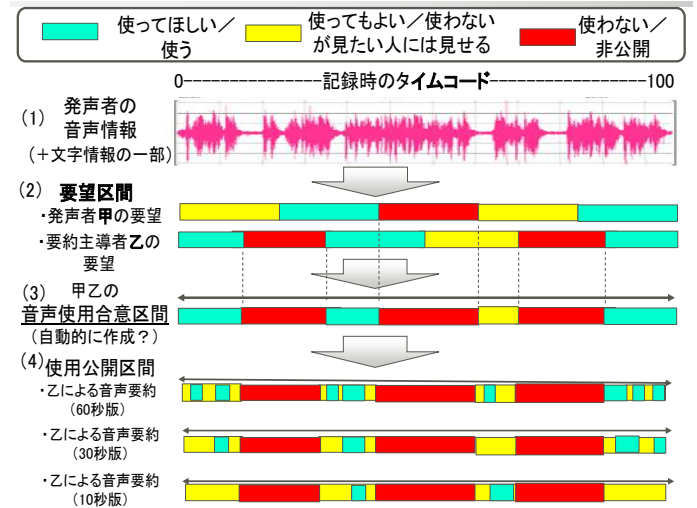 使ってほしい／
使う
使ってもよい／使わない
が見たい人には見せる
使わない／
非公開
0----------------記録時のタイムコード----------------100
(1) 発声者の
音声情報
(＋文字情報の一部)
(2) 要望区間
・発声者甲の要望
・要約主導者乙の
要望
(3) 甲乙の
音声使用合意区間
(自動的に作成？)
(4)使用公開区間
・乙による音声要約
(60秒版)
・乙による音声要約
(30秒版)
・乙による音声要約
(10秒版)